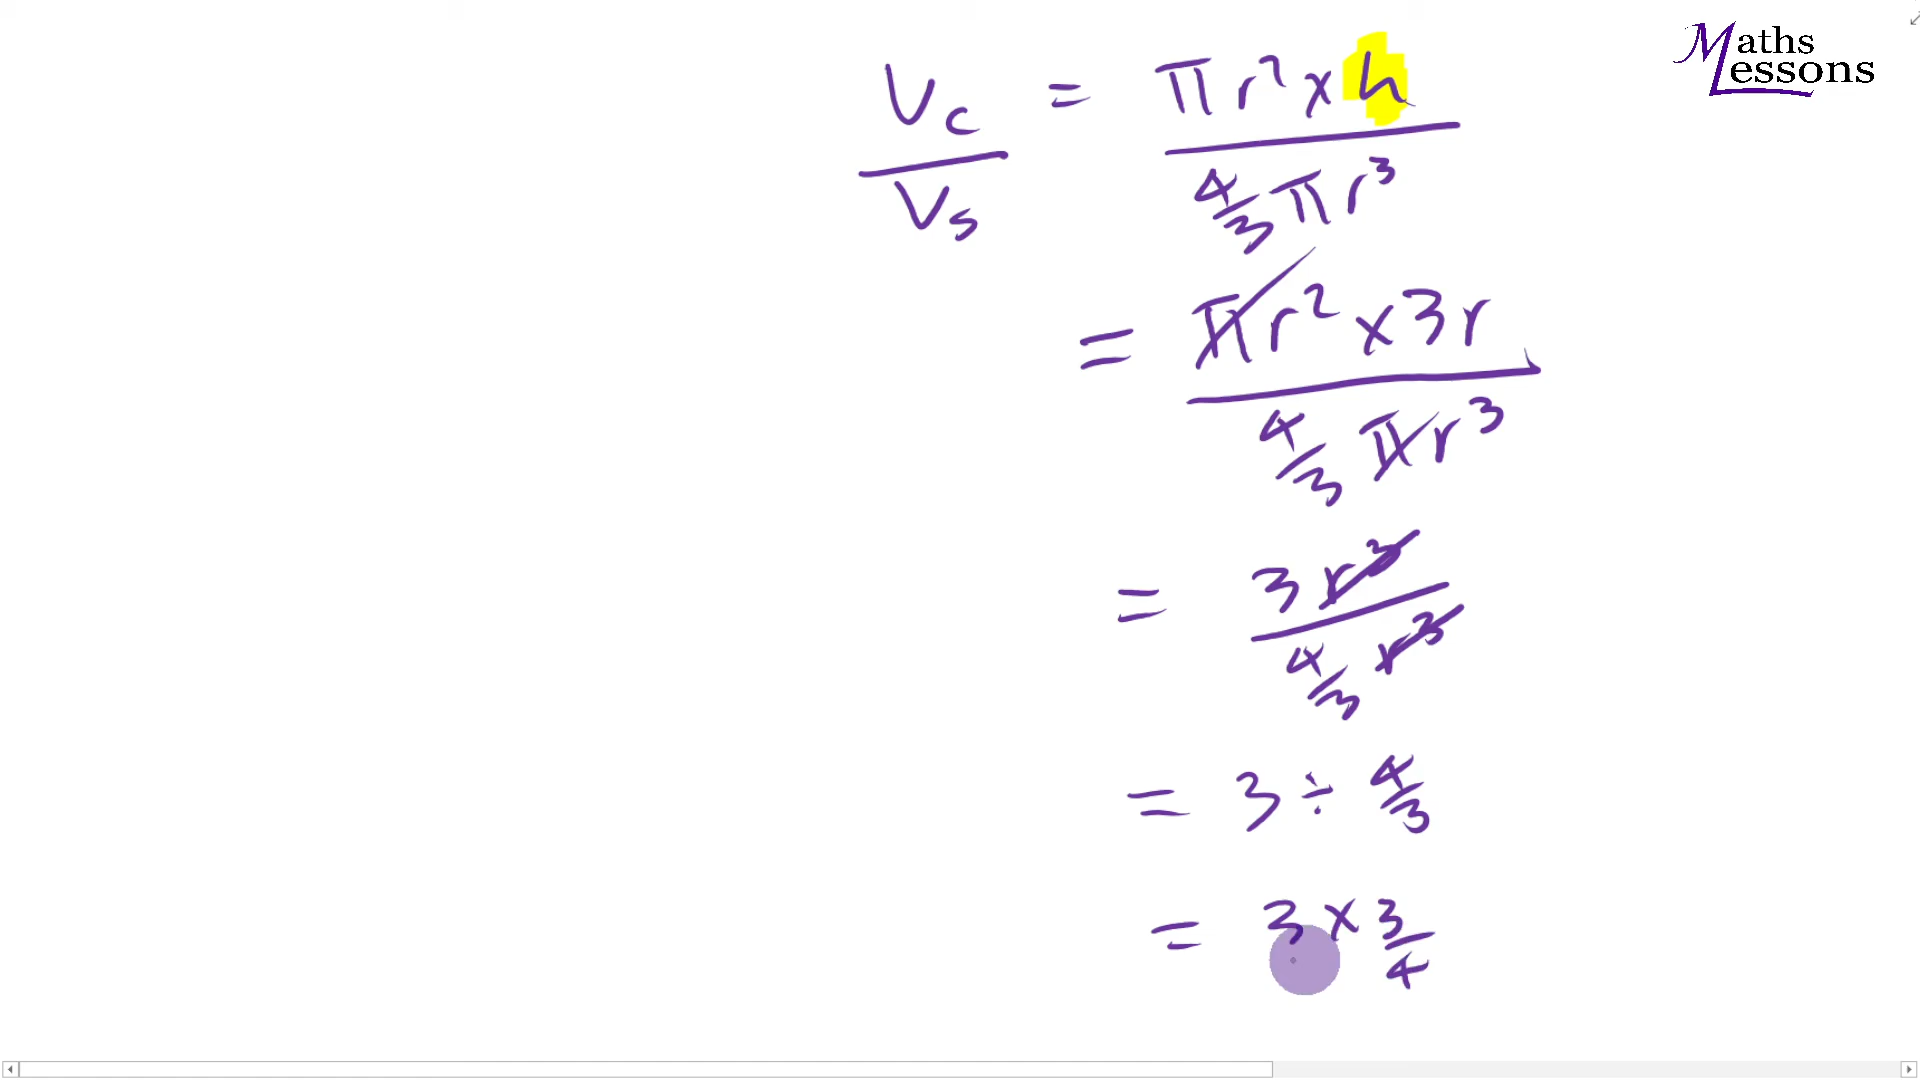 Maths
Lessons
Vc/Vs = πr² x h / 4/3 πr³
= πr² x 3r / 4/3 πr³
= 3r³ / 4/3 r³
= 3 ÷ 4/3
= 3 x 3/4